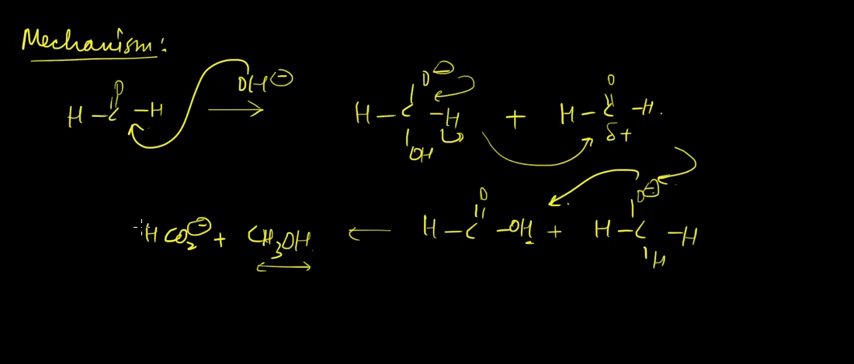 Mechanism:
O OH⊖ O⊖ O
H–C–H → H–C–H + H–C–H.
OH δ+
O O⊖
HCO₂⊖ + CH₃OH ← H–C–OH + H–C–H
H